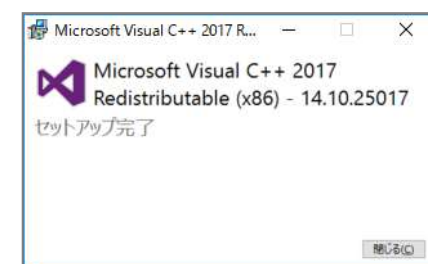 Microsoft Visual C++ 2017 R...
Microsoft Visual C++ 2017
Redistributable (x86) - 14.10.25017
セットアップ完了
閉じる(C)